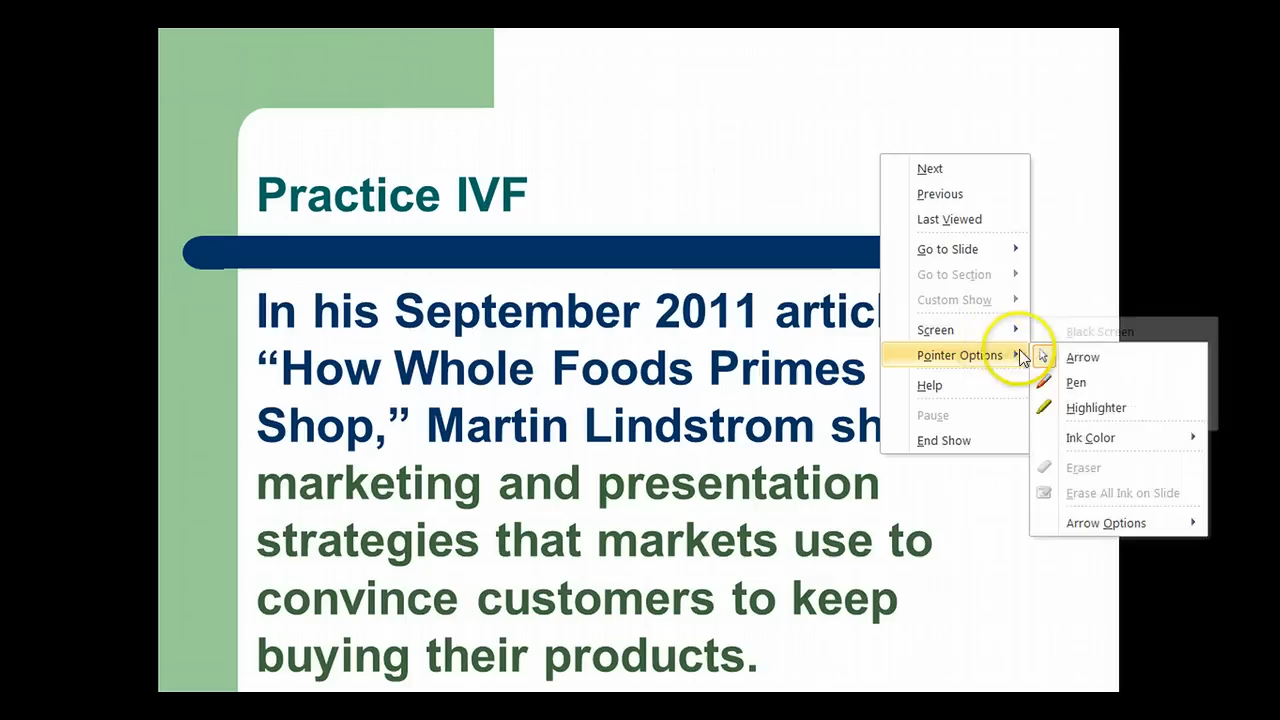 Practice IVF
In his September 2011 artic
“How Whole Foods Primes
Shop,” Martin Lindstrom sh
marketing and presentation
strategies that markets use to
convince customers to keep
buying their products.
Next
Previous
Last Viewed
Go to Slide
Go to Section
Custom Show
Screen
Pointer Options
Help
Pause
End Show
Black Screen
Arrow
Pen
Highlighter
Ink Color
Eraser
Erase All Ink on Slide
Arrow Options